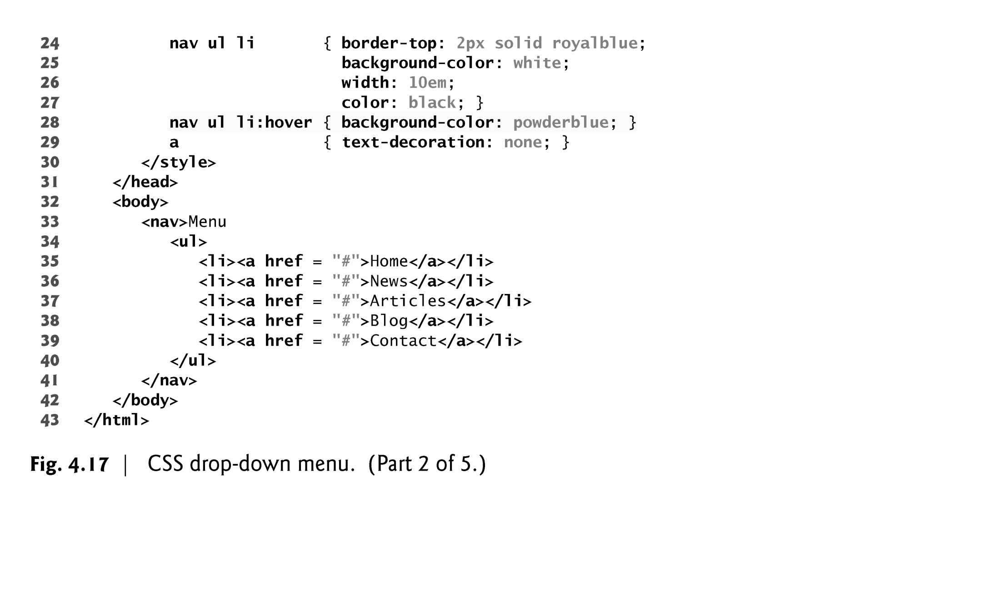 24 nav ul li { border-top: 2px solid royalblue;
25 background-color: white;
26 width: 10em;
27 color: black; }
28 nav ul li:hover { background-color: powderblue; }
29 a { text-decoration: none; }
30 </style>
31 </head>
32 <body>
33 <nav>Menu
34 <ul>
35 <li><a href = "#">Home</a></li>
36 <li><a href = "#">News</a></li>
37 <li><a href = "#">Articles</a></li>
38 <li><a href = "#">Blog</a></li>
39 <li><a href = "#">Contact</a></li>
40 </ul>
41 </nav>
42 </body>
43 </html>
Fig. 4.17 | CSS drop-down menu. (Part 2 of 5.)